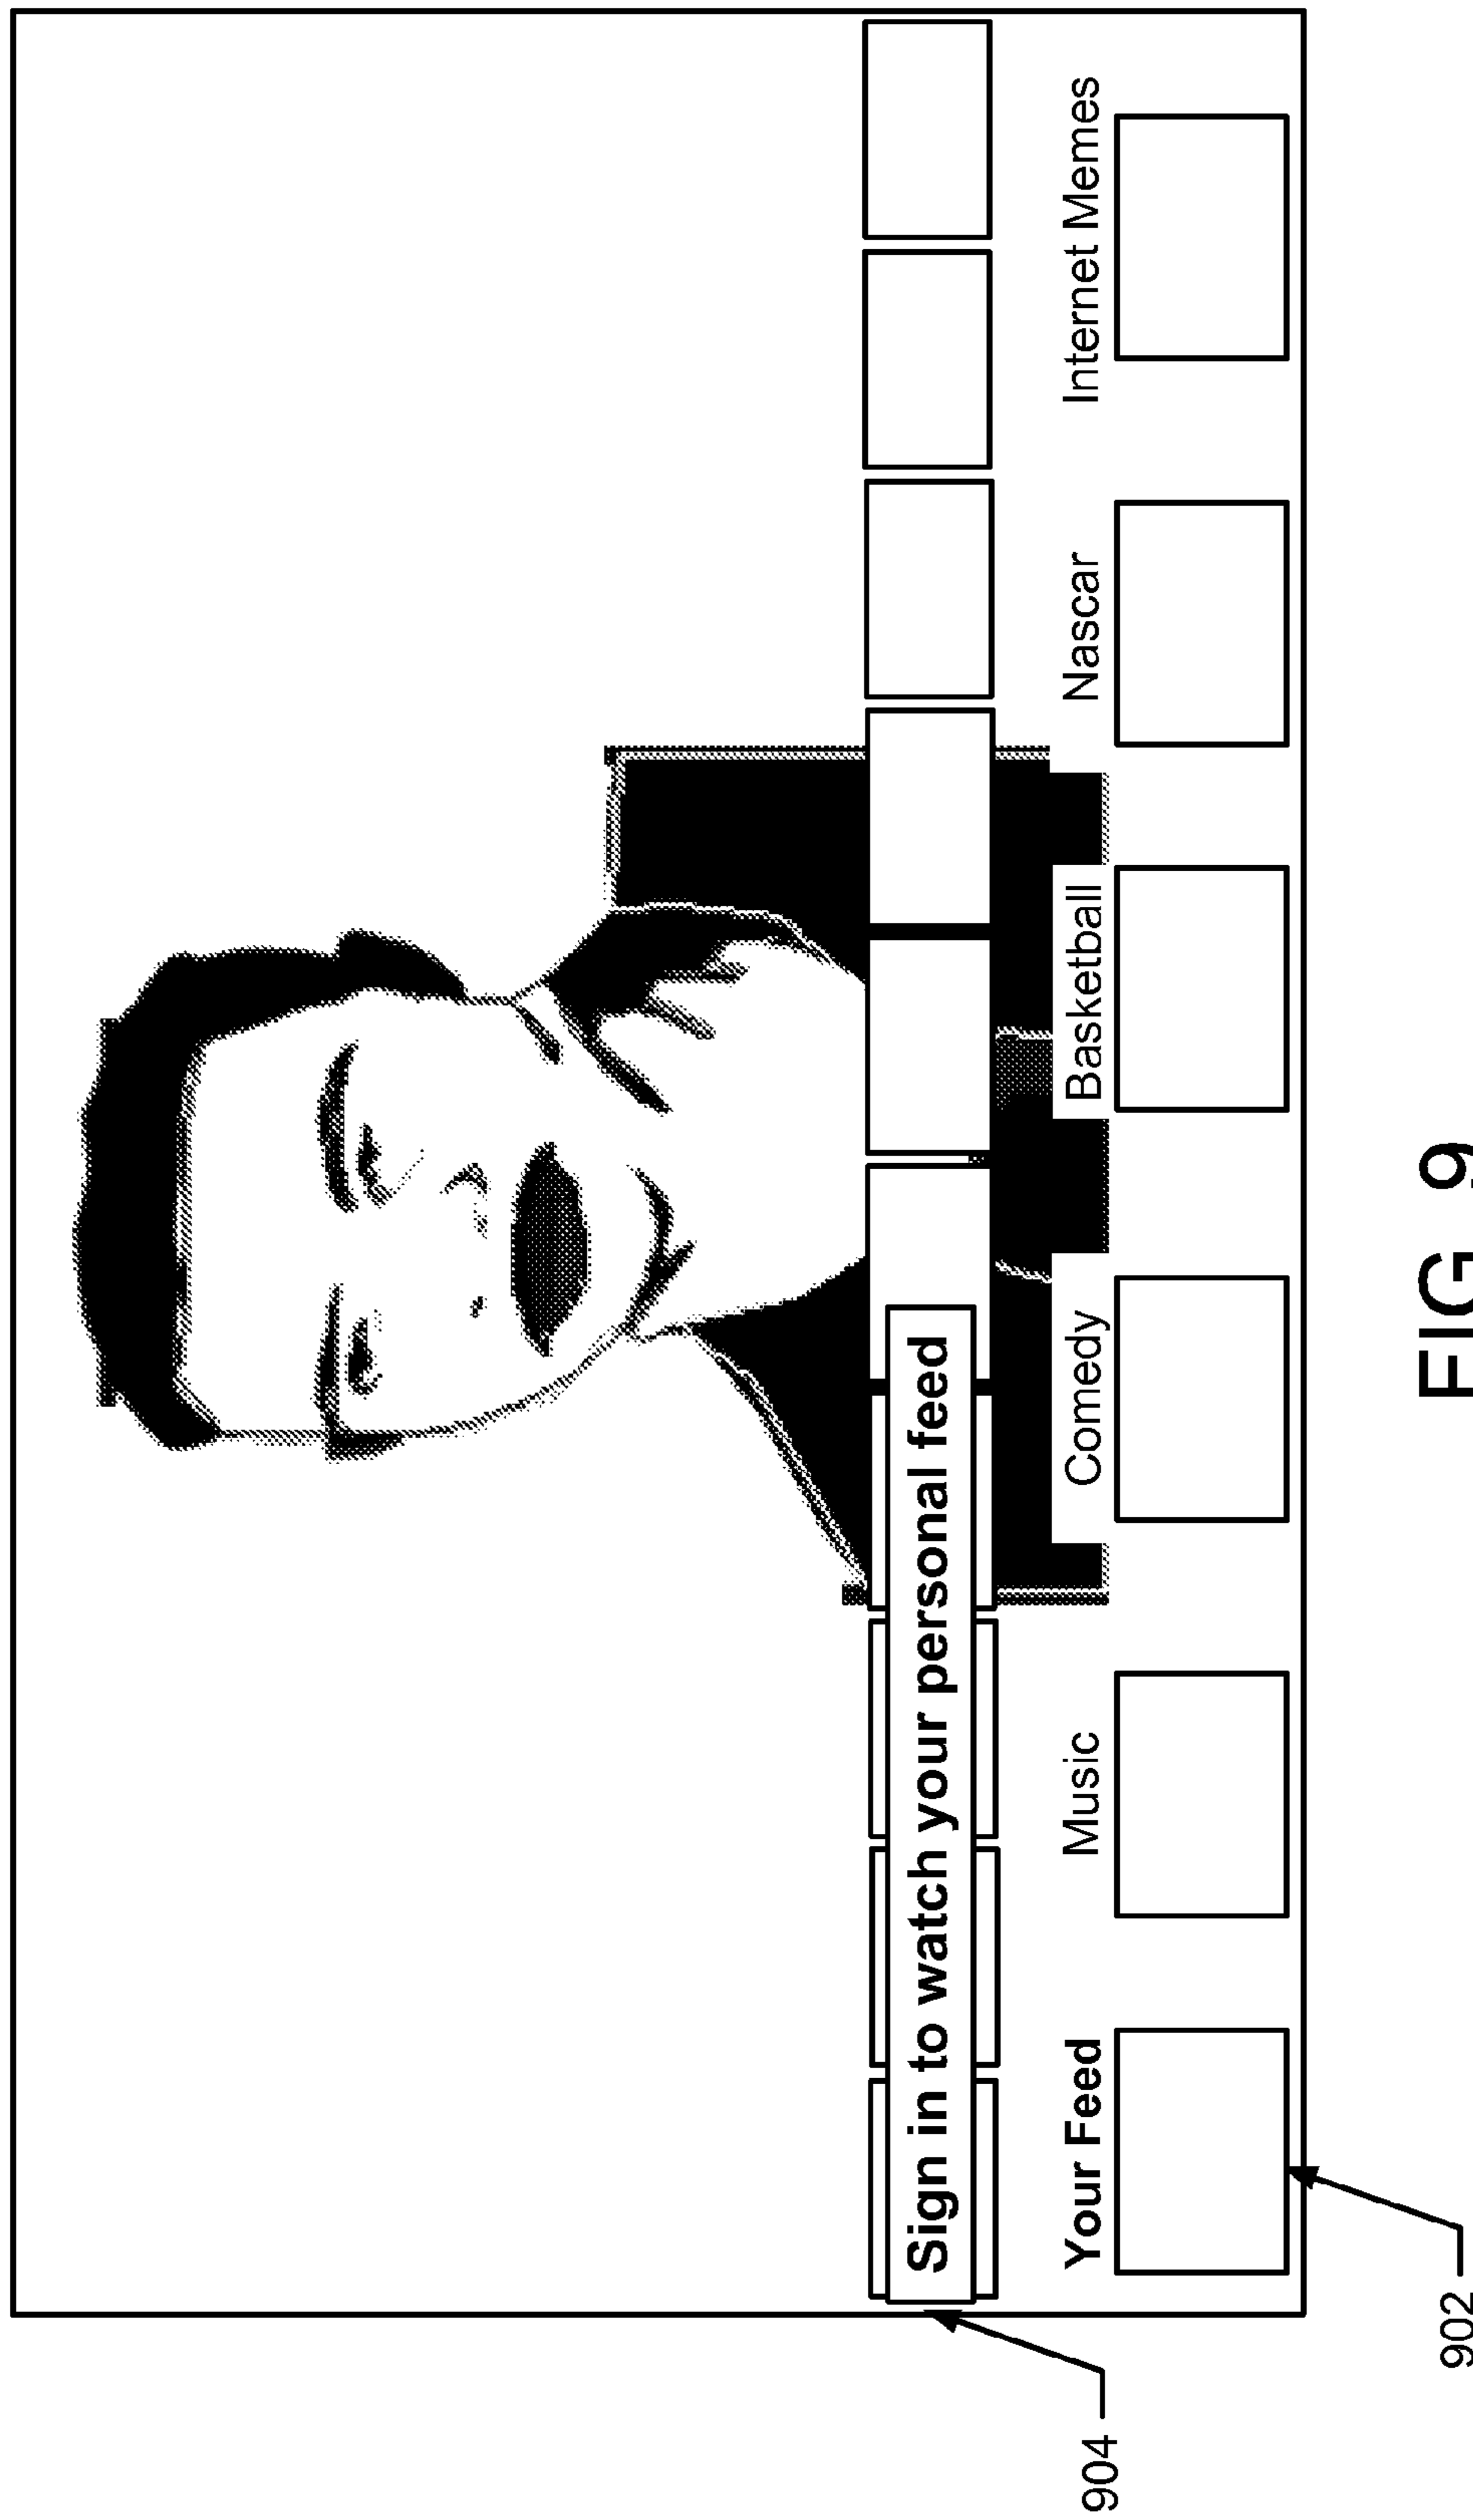 904
Sign in to watch your personal feed
Your Feed
Music
Comedy
Basketball
Nascar
Internet Memes
902
FIG. 9